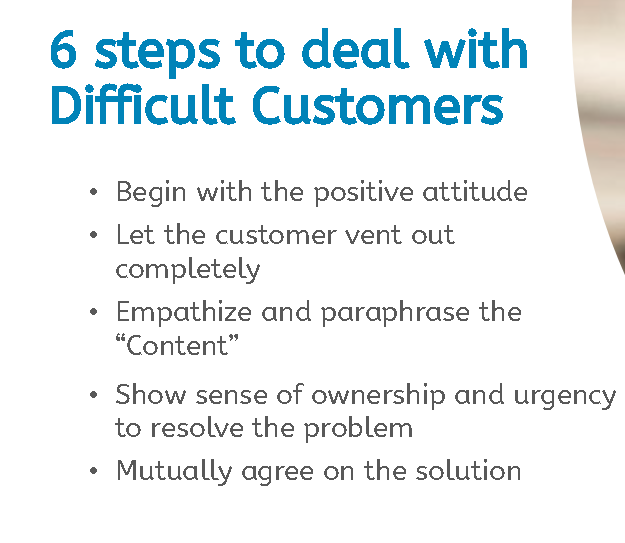 6 steps to deal with
Difficult Customers
• Begin with the positive attitude
• Let the customer vent out
completely
• Empathize and paraphrase the
“Content”
• Show sense of ownership and urgency
to resolve the problem
• Mutually agree on the solution